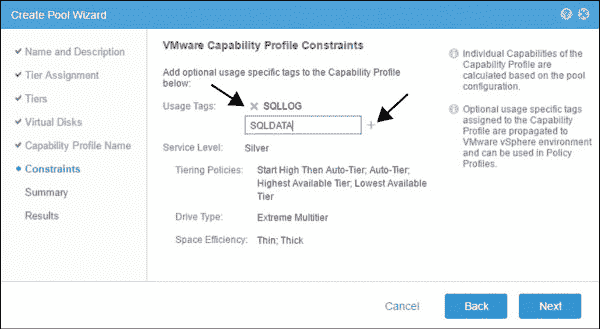 Create Pool Wizard
Name and Description
Tier Assignment
Tiers
Virtual Disks
Capability Profile Name
Constraints
Summary
Results
VMware Capability Profile Constraints
Add optional usage specific tags to the Capability Profile
below:
Usage Tags: SQLLOG
SQLDATA
Service Level: Silver
Tiering Policies: Start High Then Auto-Tier; Auto-Tier;
Highest Available Tier; Lowest Available
Tier
Drive Type: Extreme Multitier
Space Efficiency: Thin; Thick
Individual Capabilities of the
Capability Profile are
calculated based on the pool
configuration.
Optional usage specific tags
assigned to the Capability
Profile are propagated to
VMware vSphere environment
and can be used in Policy
Profiles.
Cancel Back Next